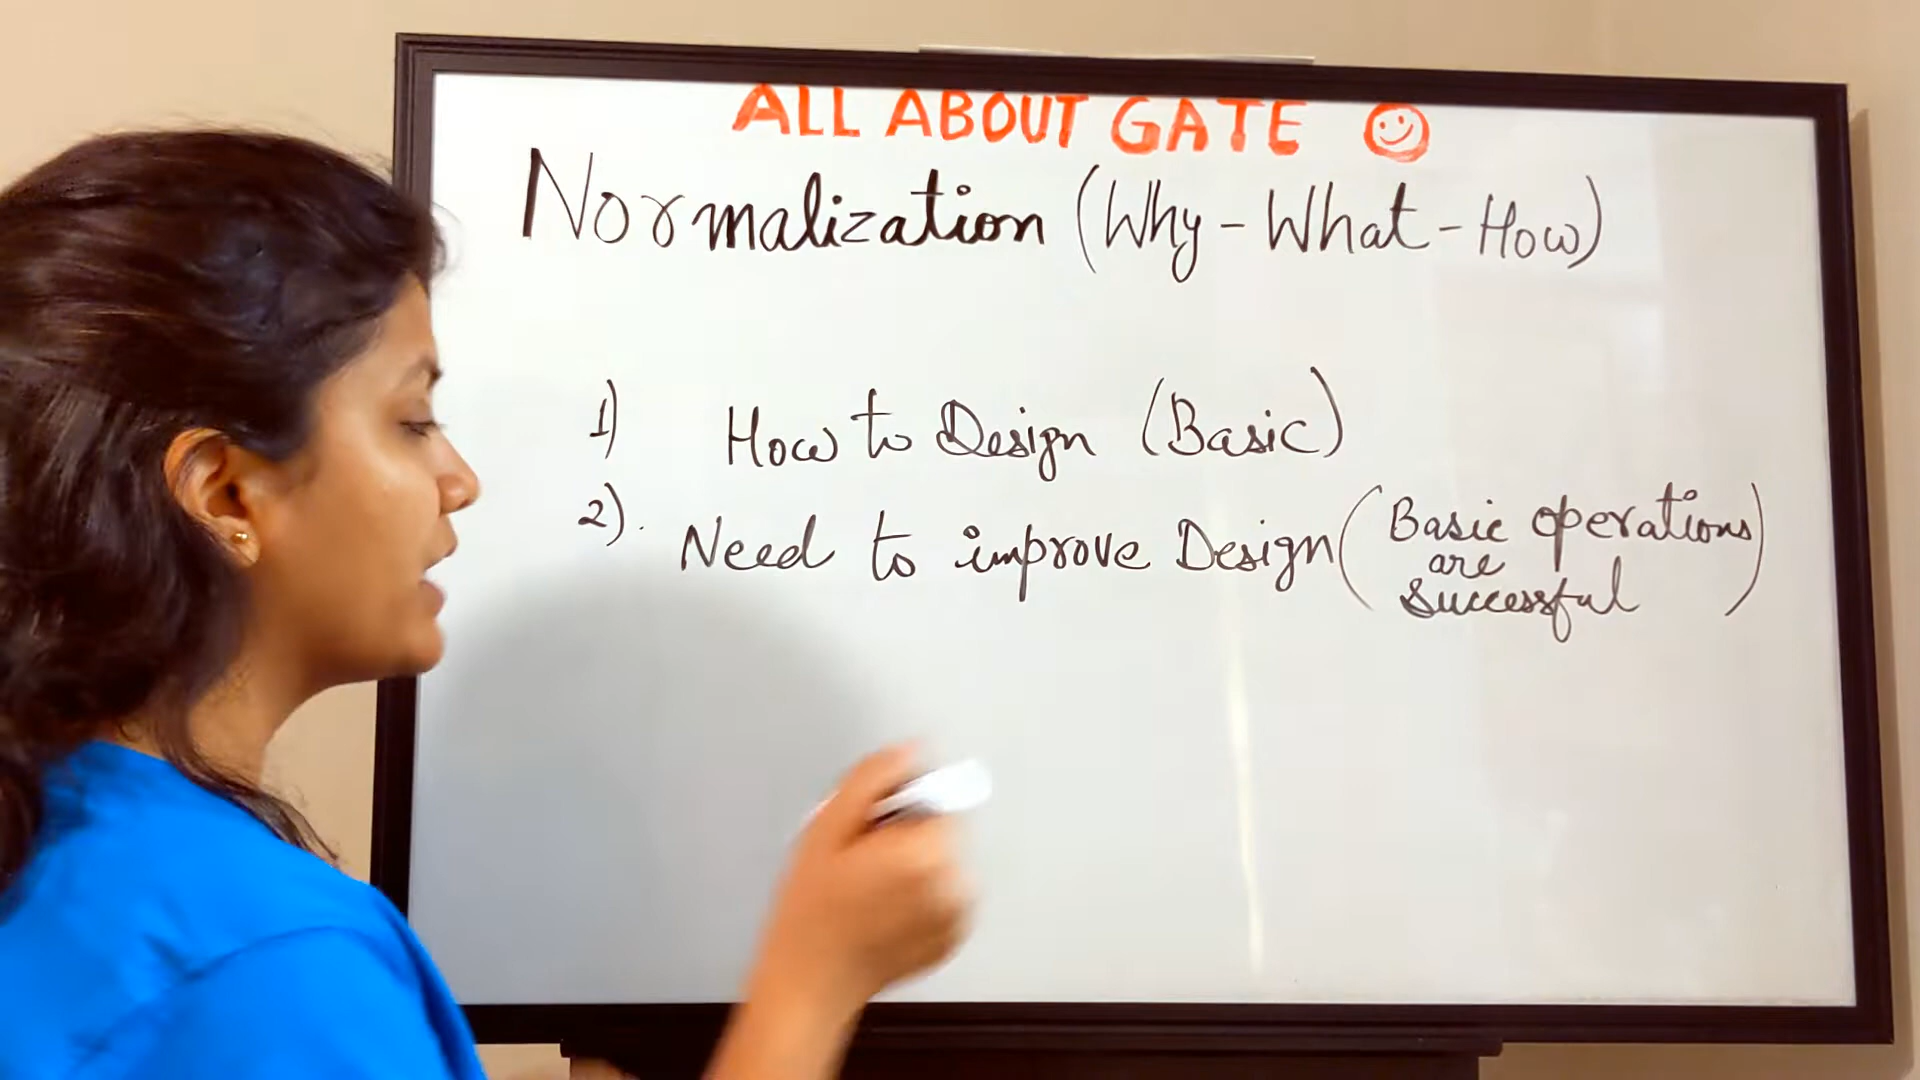 ALL ABOUT GATE
Normalization (Why - What - How)
1) How to Design (Basic)
2). Need to improve Design (Basic operations
are
successful)